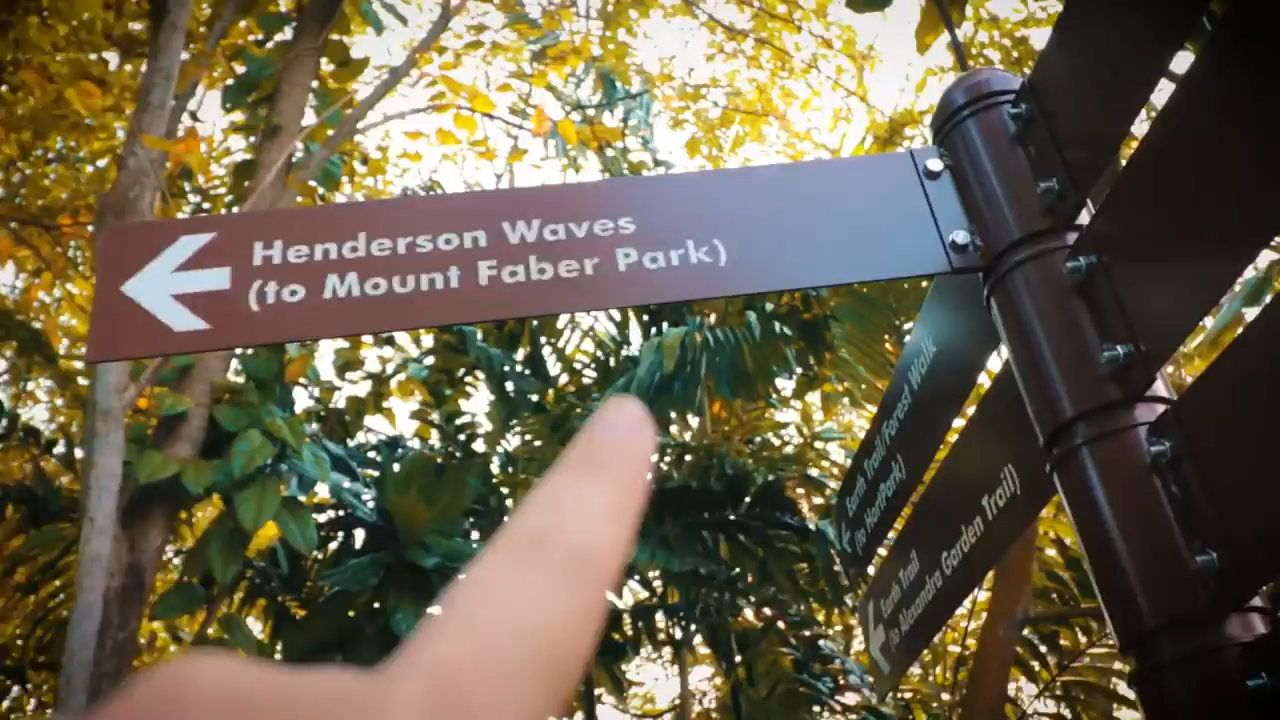 Henderson Waves
(to Mount Faber Park)
Earth Trail/Forest Walk
(to HortPark)
Earth Trail
(to Alexandra Garden Trail)